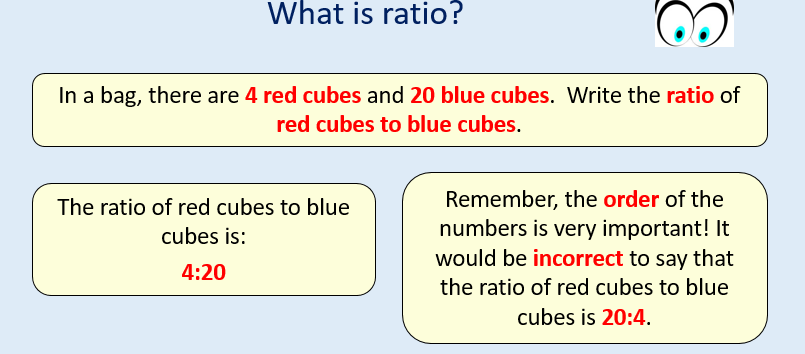 What is ratio?
In a bag, there are 4 red cubes and 20 blue cubes.  Write the ratio of
red cubes to blue cubes.
The ratio of red cubes to blue
cubes is:
4:20
Remember, the order of the
numbers is very important! It
would be incorrect to say that
the ratio of red cubes to blue
cubes is 20:4.